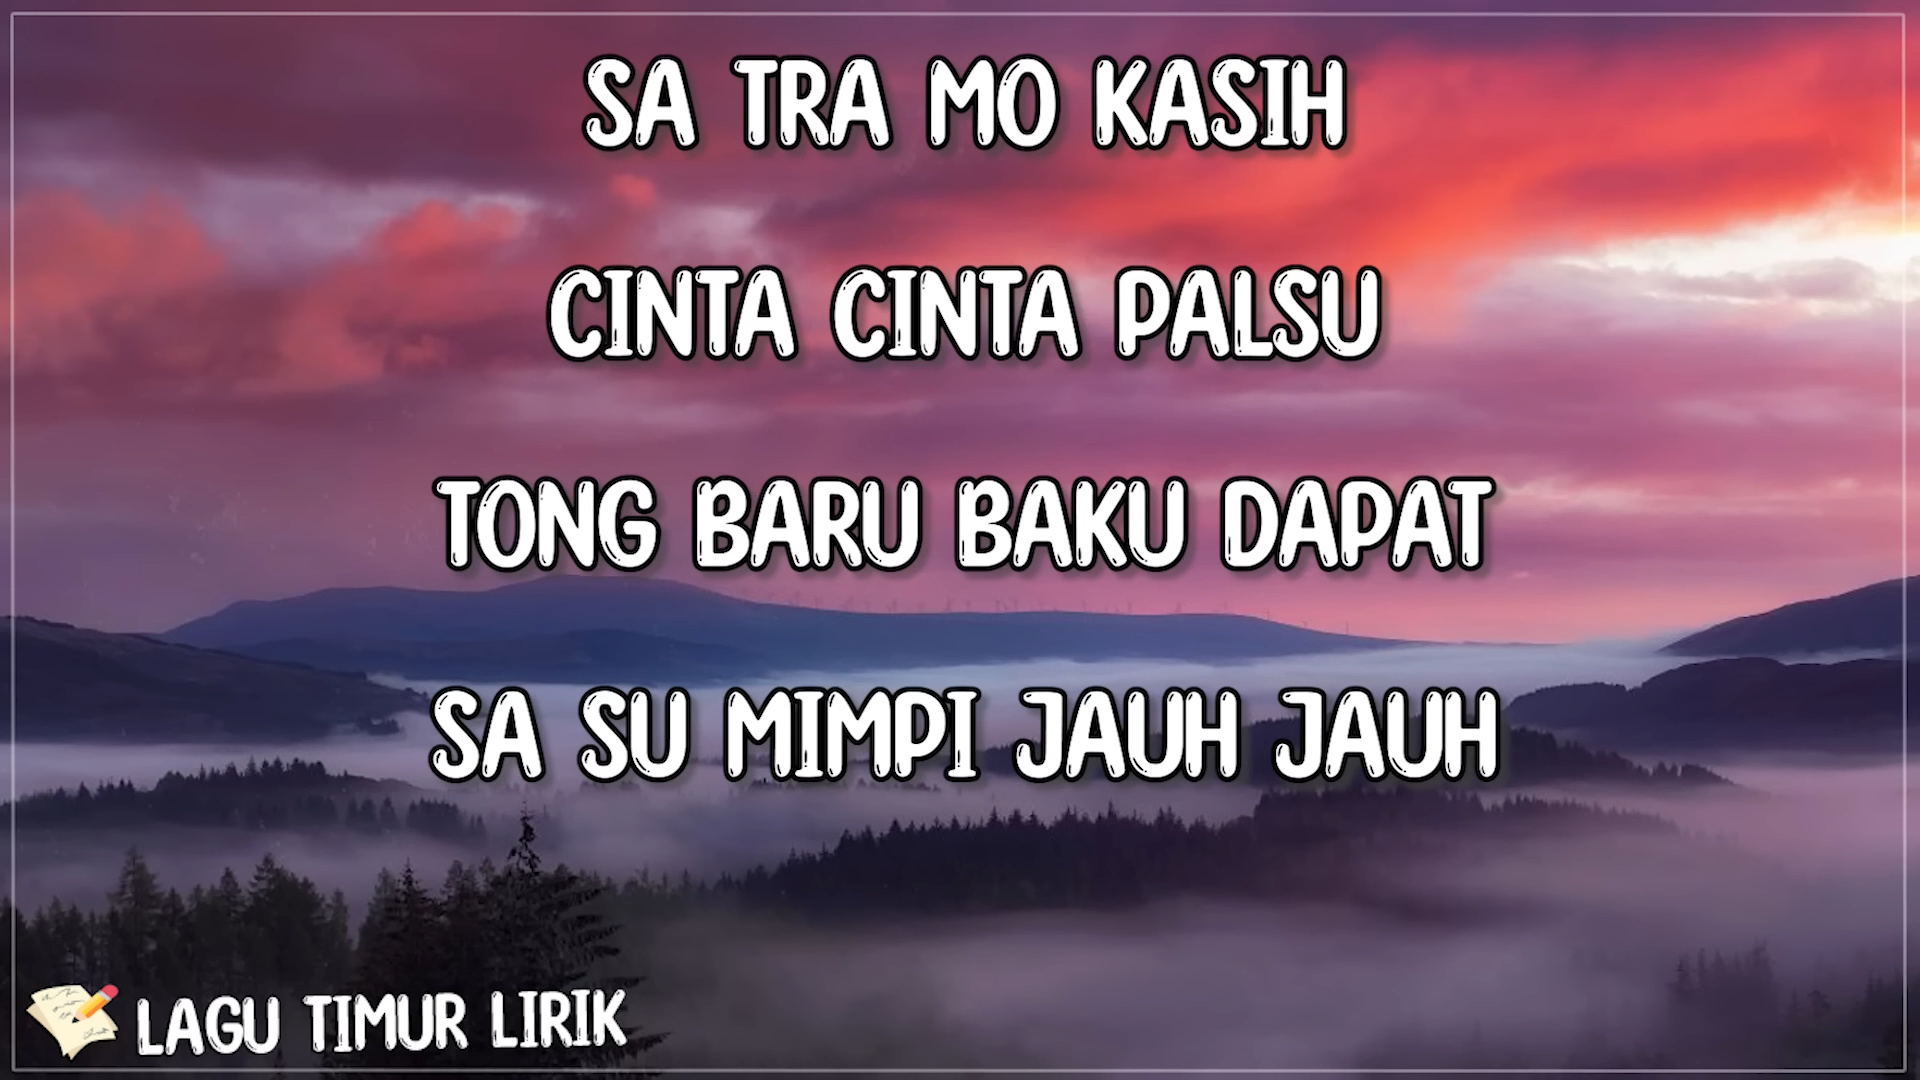 SA TRA MO KASIH
CINTA CINTA PALSU
TONG BARU BAKU DAPAT
SA SU MIMPI JAUH JAUH
LAGU TIMUR LIRIK